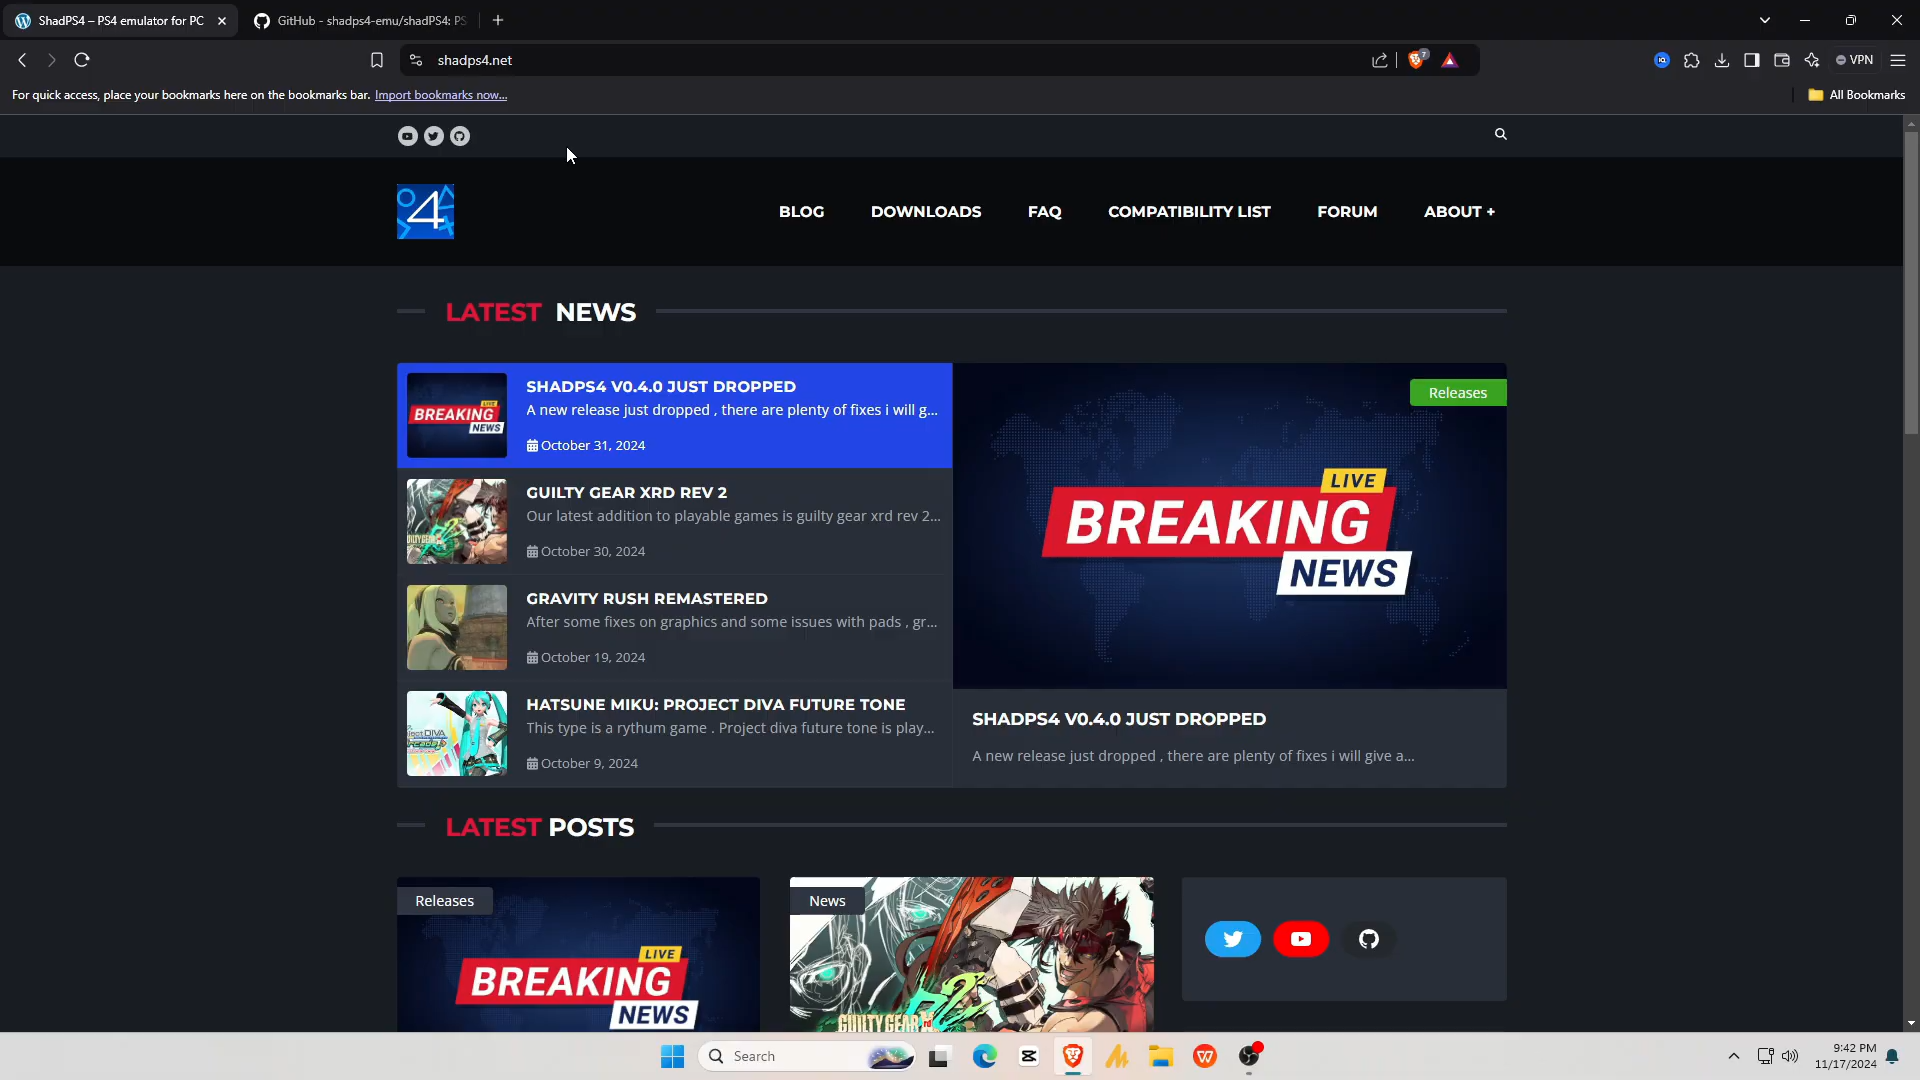 ShadPS4 – PS4 emulator for PC
GitHub - shadps4-emu/shadPS4: PS
shadps4.net
7
VPN
For quick access, place your bookmarks here on the bookmarks bar. Import bookmarks now...
All Bookmarks
4
BLOG
DOWNLOADS
FAQ
COMPATIBILITY LIST
FORUM
ABOUT +
LATEST NEWS
LIVE
BREAKING
NEWS
SHADPS4 V0.4.0 JUST DROPPED
A new release just dropped , there are plenty of fixes i will g...
October 31, 2024
GUILTY GEAR XRD REV 2
Our latest addition to playable games is guilty gear xrd rev 2...
October 30, 2024
GRAVITY RUSH REMASTERED
After some fixes on graphics and some issues with pads , gr...
October 19, 2024
HATSUNE MIKU: PROJECT DIVA FUTURE TONE
This type is a rythum game . Project diva future tone is play...
October 9, 2024
Releases
LIVE
BREAKING
NEWS
SHADPS4 V0.4.0 JUST DROPPED
A new release just dropped , there are plenty of fixes i will give a...
LATEST POSTS
Releases
LIVE
BREAKING
NEWS
News
GUILTY GEAR
Search
9:42 PM
11/17/2024